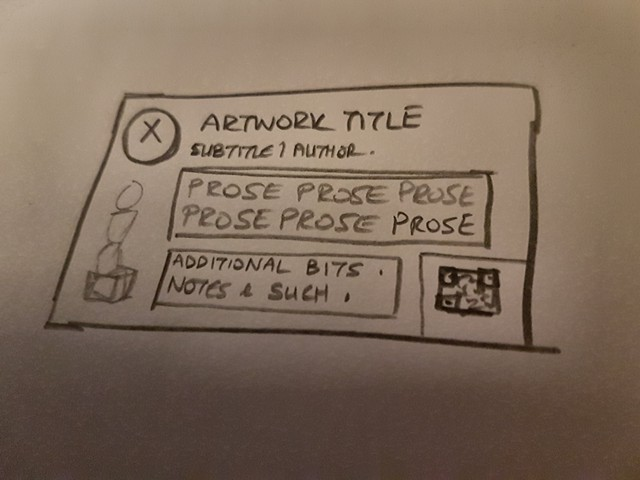 X
ARTWORK TITLE
SUBTITLE? AUTHOR.
PROSE PROSE PROSE
PROSE PROSE PROSE
ADDITIONAL BITS.
NOTES & SUCH.